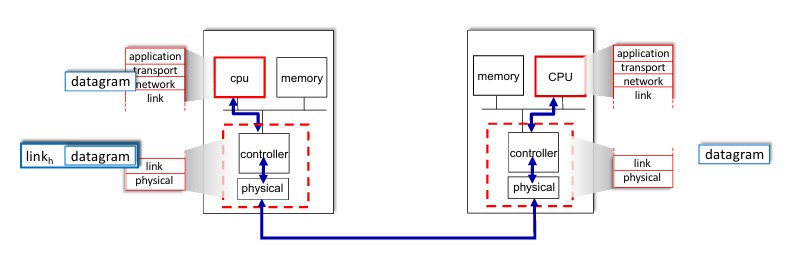 application
transport
network
link
datagram
cpu
memory
link_h datagram
link
physical
controller
physical
memory
CPU
application
transport
network
link
controller
physical
link
physical
datagram